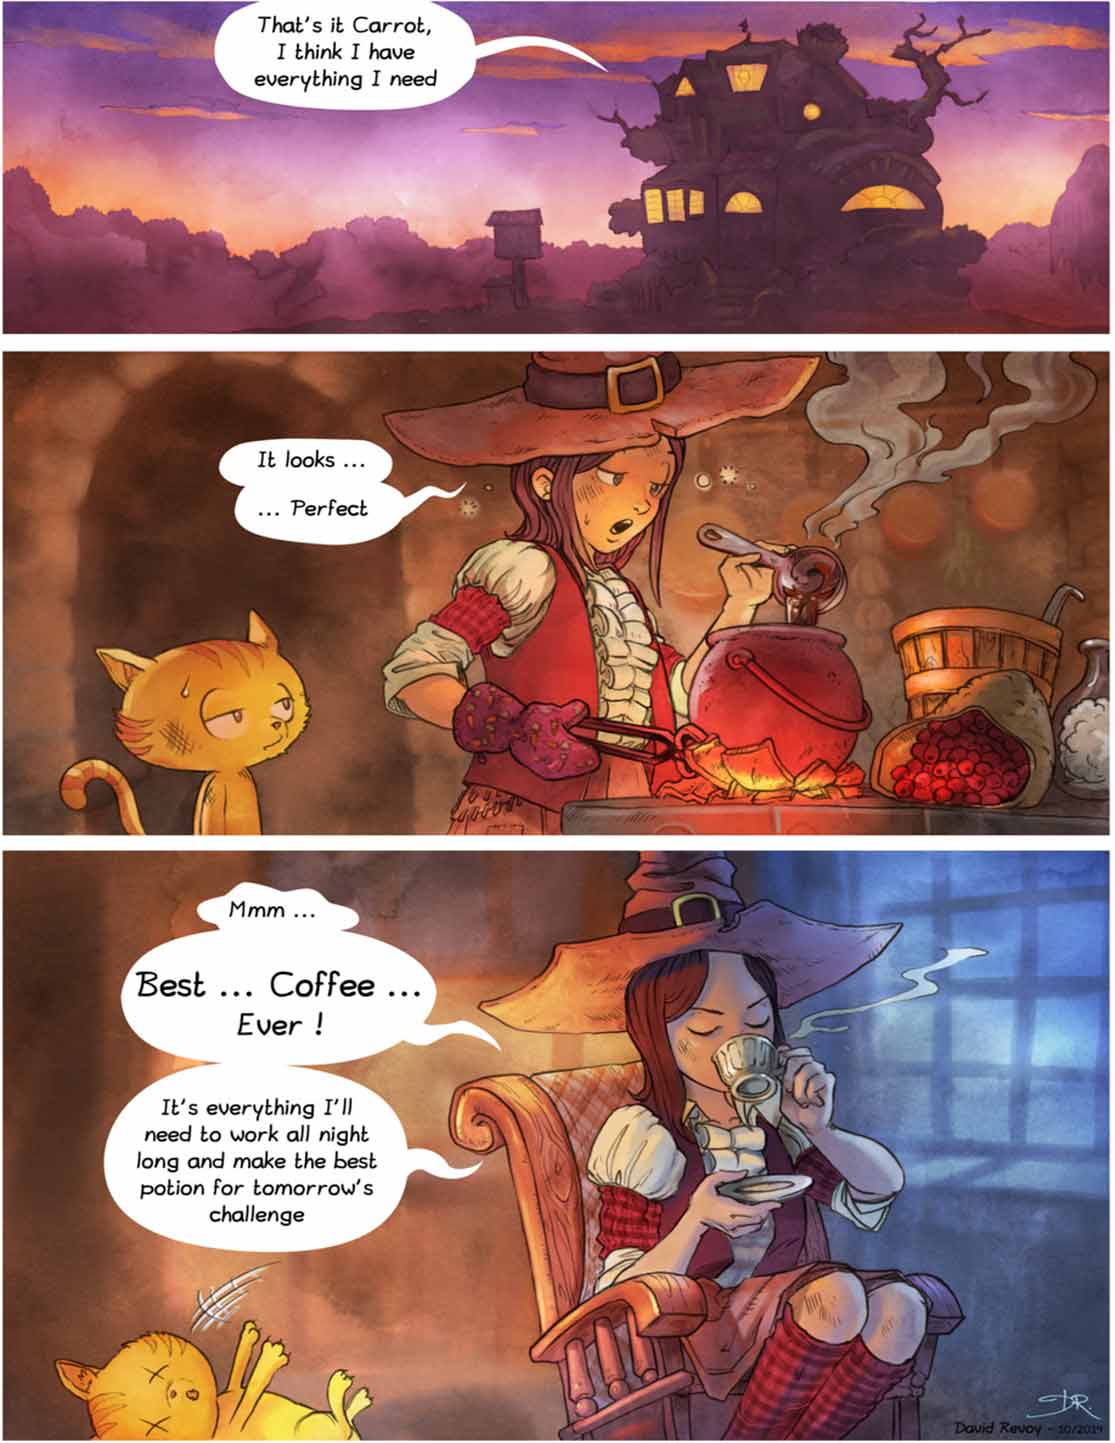 That's it Carrot,
I think I have
everything I need
It looks ...
... Perfect
Mmm ...
Best ... Coffee ...
Ever !
It's everything I'll
need to work all night
long and make the best
potion for tomorrow's
challenge
DR.
David Revoy - 10/2014